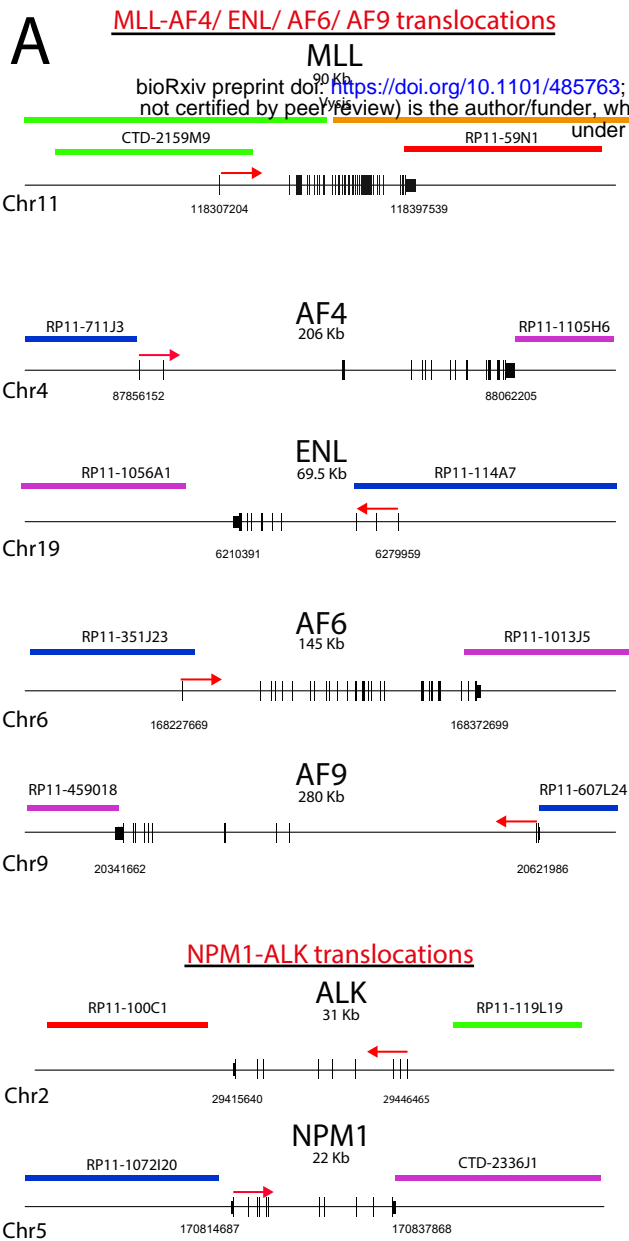 A
MLL-AF4/ ENL/ AF6/ AF9 translocations
MLL
90 Kb
bioRxiv preprint doi: https://doi.org/10.1101/485763;
Vysis
not certified by peer review) is the author/funder, wh
under
CTD-2159M9
RP11-59N1
Chr11
118307204
118397539
AF4
206 Kb
RP11-711J3
RP11-1105H6
Chr4
87856152
88062205
ENL
69.5 Kb
RP11-1056A1
RP11-114A7
Chr19
6210391
6279959
AF6
145 Kb
RP11-351J23
RP11-1013J5
Chr6
168227669
168372699
AF9
280 Kb
RP11-459018
RP11-607L24
Chr9
20341662
20621986
NPM1-ALK translocations
ALK
31 Kb
RP11-100C1
RP11-119L19
Chr2
29415640
29446465
NPM1
22 Kb
RP11-1072I20
CTD-2336J1
Chr5
170814687
170837868